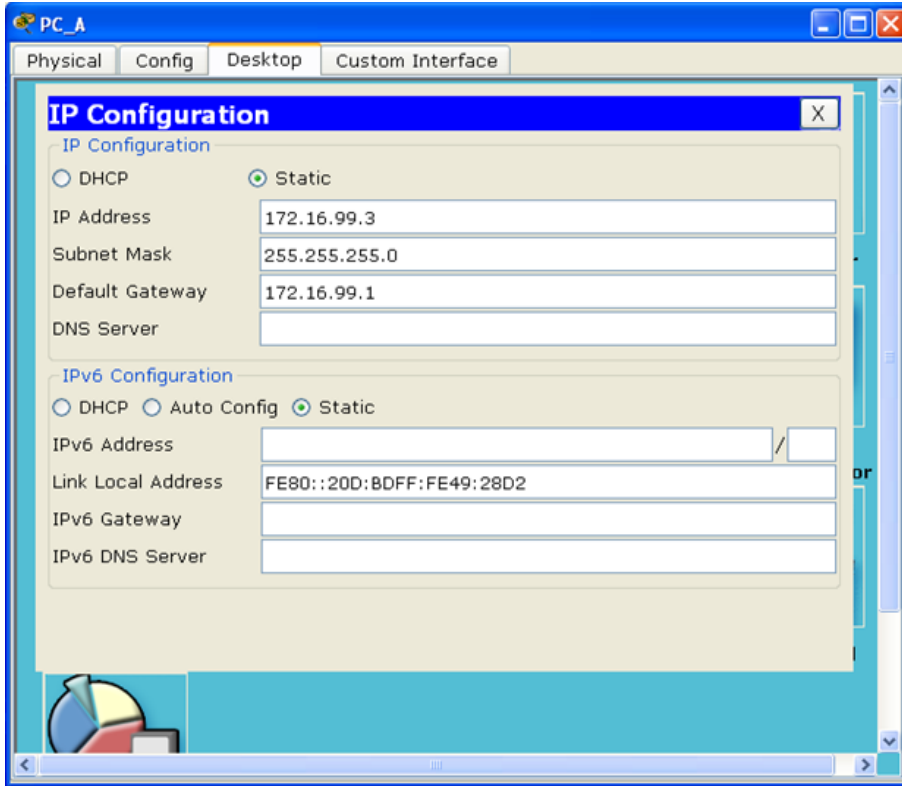 PC_A
Physical Config Desktop Custom Interface
IP Configuration X
IP Configuration
DHCP Static
IP Address 172.16.99.3
Subnet Mask 255.255.255.0
Default Gateway 172.16.99.1
DNS Server
IPv6 Configuration
DHCP Auto Config Static
IPv6 Address /
Link Local Address FE80::20D:BDFF:FE49:28D2
IPv6 Gateway
IPv6 DNS Server